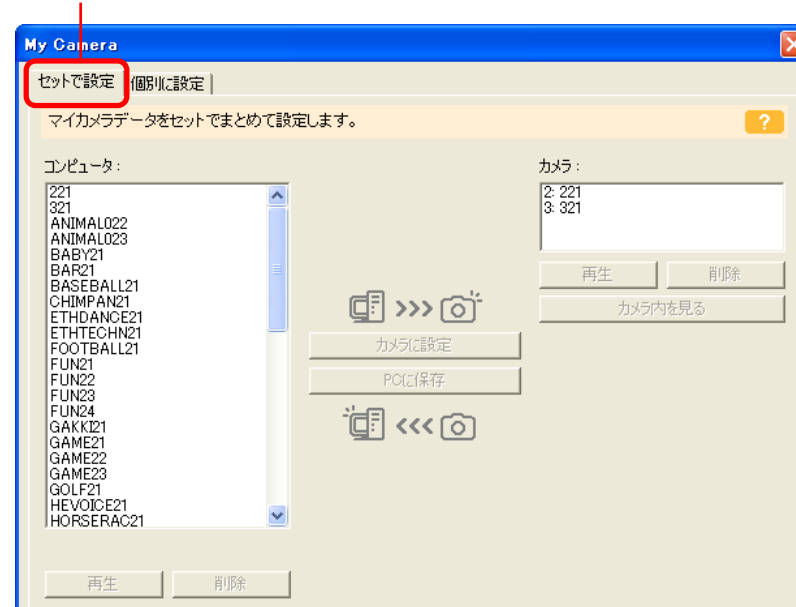 My Camera
セットで設定
個別に設定
マイカメラデータをセットでまとめて設定します。
?
コンピュータ：
221
321
ANIMAL022
ANIMAL023
BABY21
BAR21
BASEBALL21
CHIMPAN21
ETHDANCE21
ETHTECHN21
FOOTBALL21
FUN21
FUN22
FUN23
FUN24
GAKKI21
GAME21
GAME22
GAME23
GOLF21
HEVOICE21
HORSERAC21
再生
削除
>>>
カメラに設定
PCに保存
<<<
カメラ：
2: 221
3: 321
再生
削除
カメラ内を見る